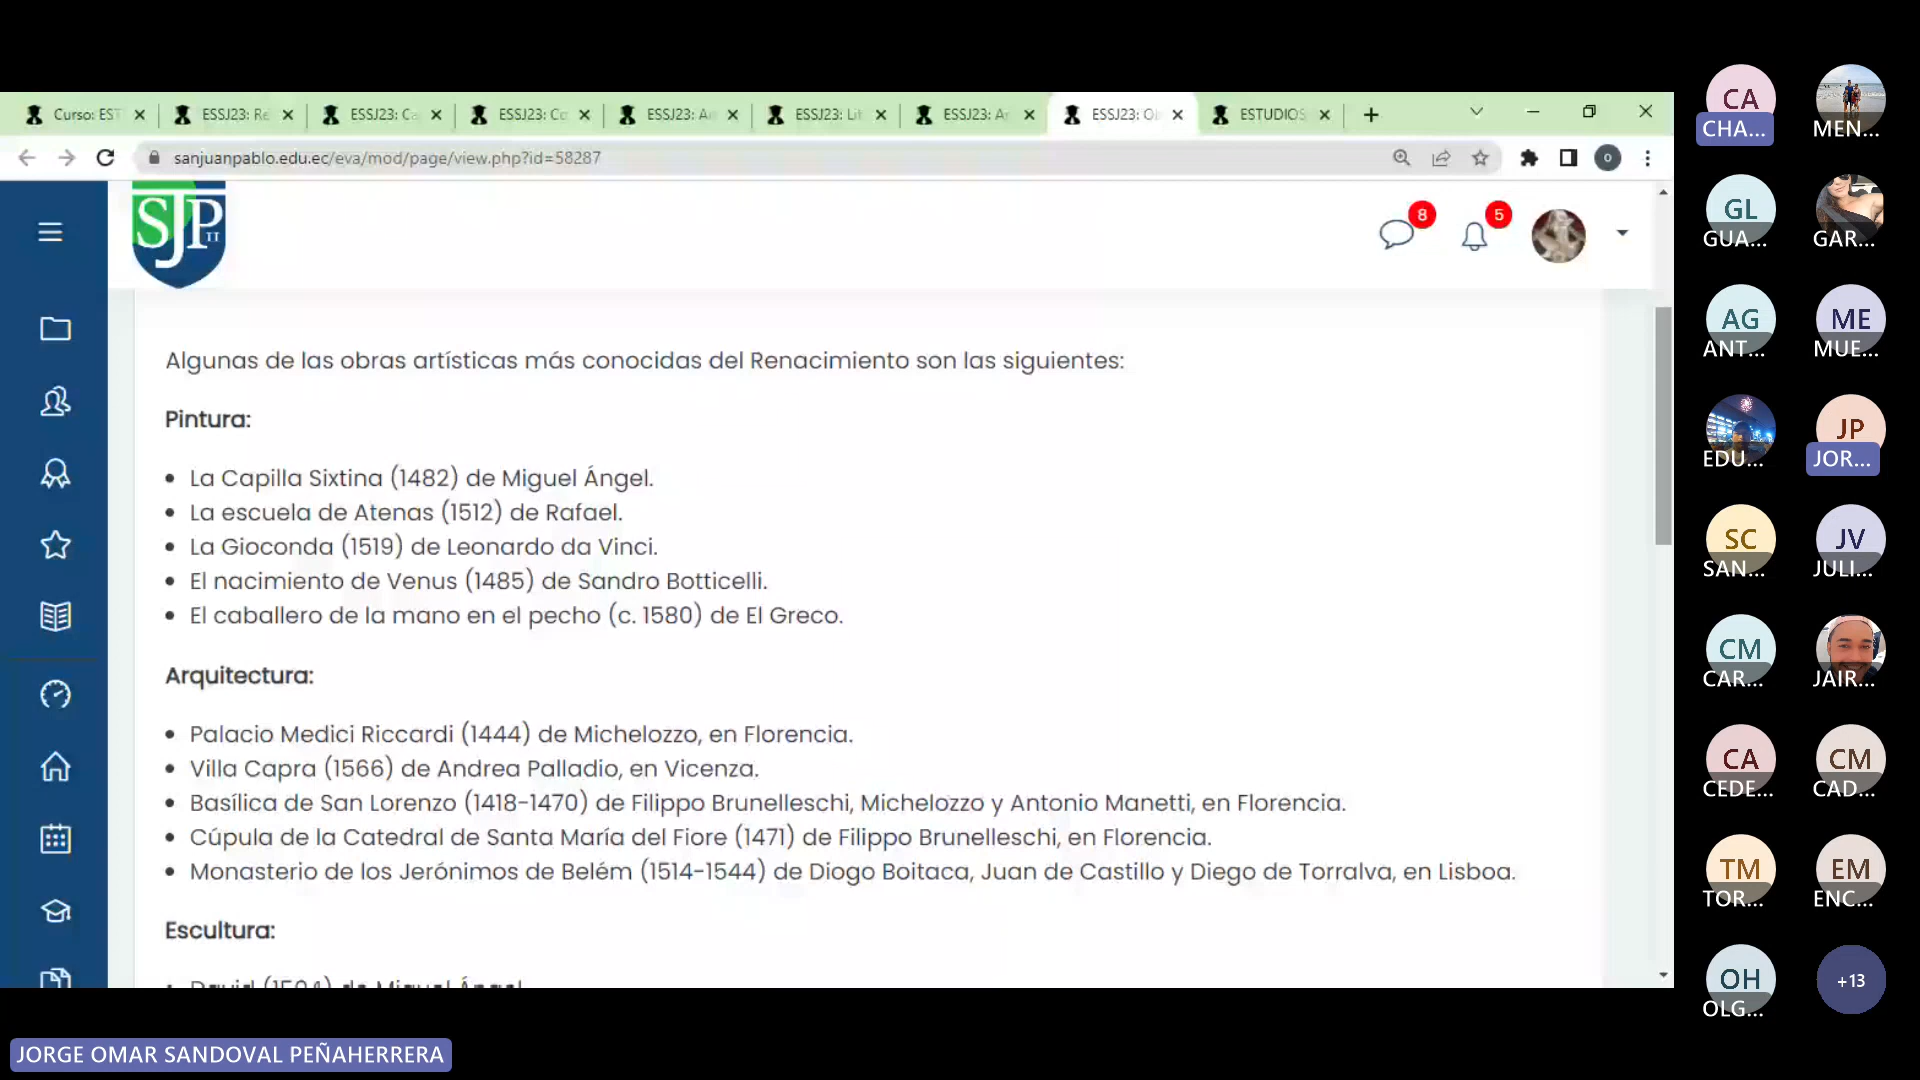 Curso: EST
ESSJ23: Re
ESSJ23: Ca
ESSJ23: Co
ESSJ23: A
ESSJ23: Lit
ESSJ23: A
ESSJ23: O
ESTUDIOS
sanjuanpablo.edu.ec/eva/mod/page/view.php?id=58287
O
SJP
II
8
5
Algunas de las obras artísticas más conocidas del Renacimiento son las siguientes:
Pintura:
La Capilla Sixtina (1482) de Miguel Ángel.
La escuela de Atenas (1512) de Rafael.
La Gioconda (1519) de Leonardo da Vinci.
El nacimiento de Venus (1485) de Sandro Botticelli.
El caballero de la mano en el pecho (c. 1580) de El Greco.
Arquitectura:
Palacio Medici Riccardi (1444) de Michelozzo, en Florencia.
Villa Capra (1566) de Andrea Palladio, en Vicenza.
Basílica de San Lorenzo (1418-1470) de Filippo Brunelleschi, Michelozzo y Antonio Manetti, en Florencia.
Cúpula de la Catedral de Santa María del Fiore (1471) de Filippo Brunelleschi, en Florencia.
Monasterio de los Jerónimos de Belém (1514-1544) de Diogo Boitaca, Juan de Castillo y Diego de Torralva, en Lisboa.
Escultura:
David (1504) de Miguel Ángel
CA
CHA...
MEN...
GL
GUA...
GAR...
AG
ANT...
ME
MUE...
EDU...
JP
JOR...
SC
SAN...
JV
JULI...
CM
CAR...
JAIR...
CA
CEDE...
CM
CAD...
TM
TOR...
EM
ENC...
OH
OLG...
+13
JORGE OMAR SANDOVAL PEÑAHERRERA